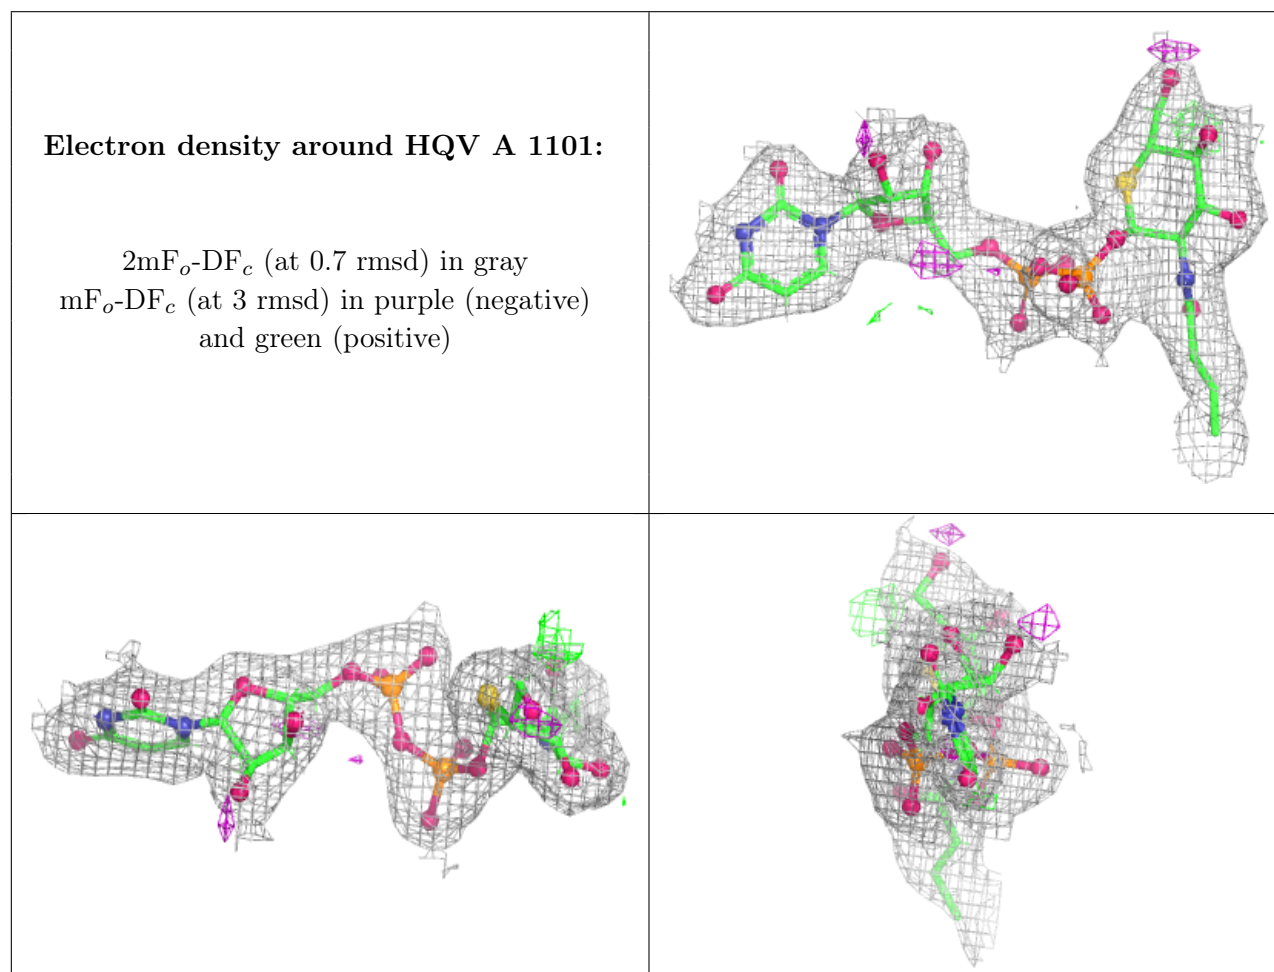 Electron density around HQV A 1101:
2mFₒ-DF𝒸 (at 0.7 rmsd) in gray
mFₒ-DF𝒸 (at 3 rmsd) in purple (negative)
and green (positive)